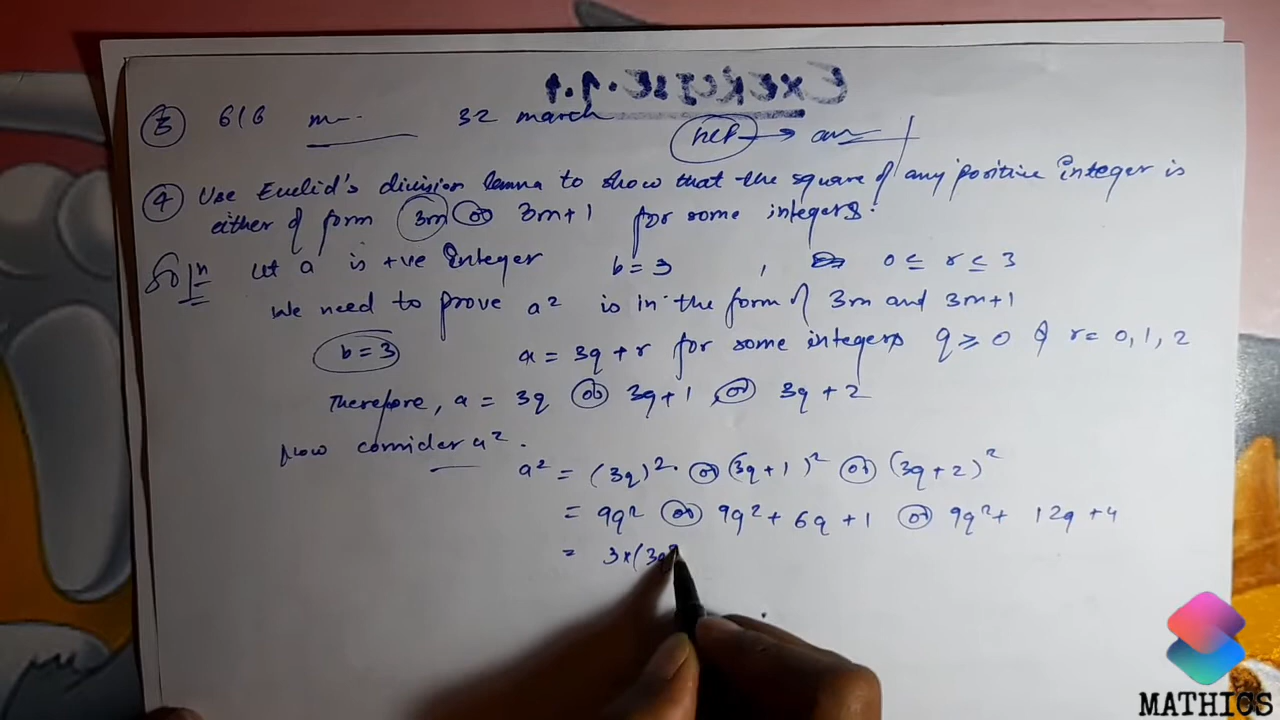 EXERCISE.1.1
③ 616 m 32 march
HCF → an
④ Use Euclid's division lemma to show that the square of any positive integer is
either of form 3m or 3m+1 for some integers.
Solⁿ Let a is +ve Integer b = 3 , 0 ≤ r ≤ 3
We need to prove a² is in the form of 3m and 3m+1
b = 3 a = 3q + r for some integers q ≥ 0 & r = 0, 1, 2
Therefore, a = 3q or 3q+1 or 3q + 2
Now consider a².
a² = (3q)² or (3q+1)² or (3q+2)²
= 9q² or 9q² + 6q + 1 or 9q² + 12q + 4
= 3×(3q²
MATHICS